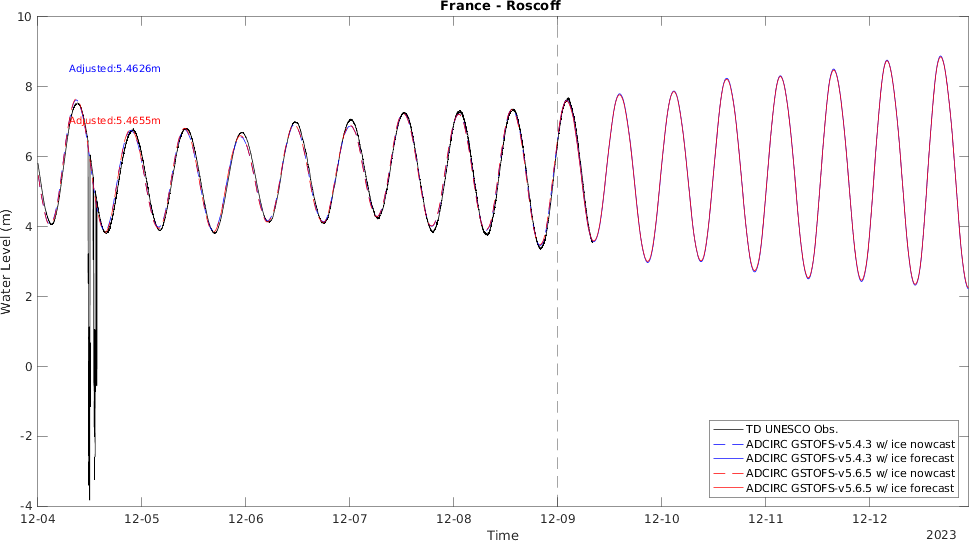 France - Roscoff
10
8
6
4
2
0
-2
-4
Water Level (m)
Adjusted:5.4626m
Adjusted:5.4655m
TD UNESCO Obs.
ADCIRC GSTOFS-v5.4.3 w/ ice nowcast
ADCIRC GSTOFS-v5.4.3 w/ ice forecast
ADCIRC GSTOFS-v5.6.5 w/ ice nowcast
ADCIRC GSTOFS-v5.6.5 w/ ice forecast
12-04 12-05 12-06 12-07 12-08 12-09 12-10 12-11 12-12
Time
2023